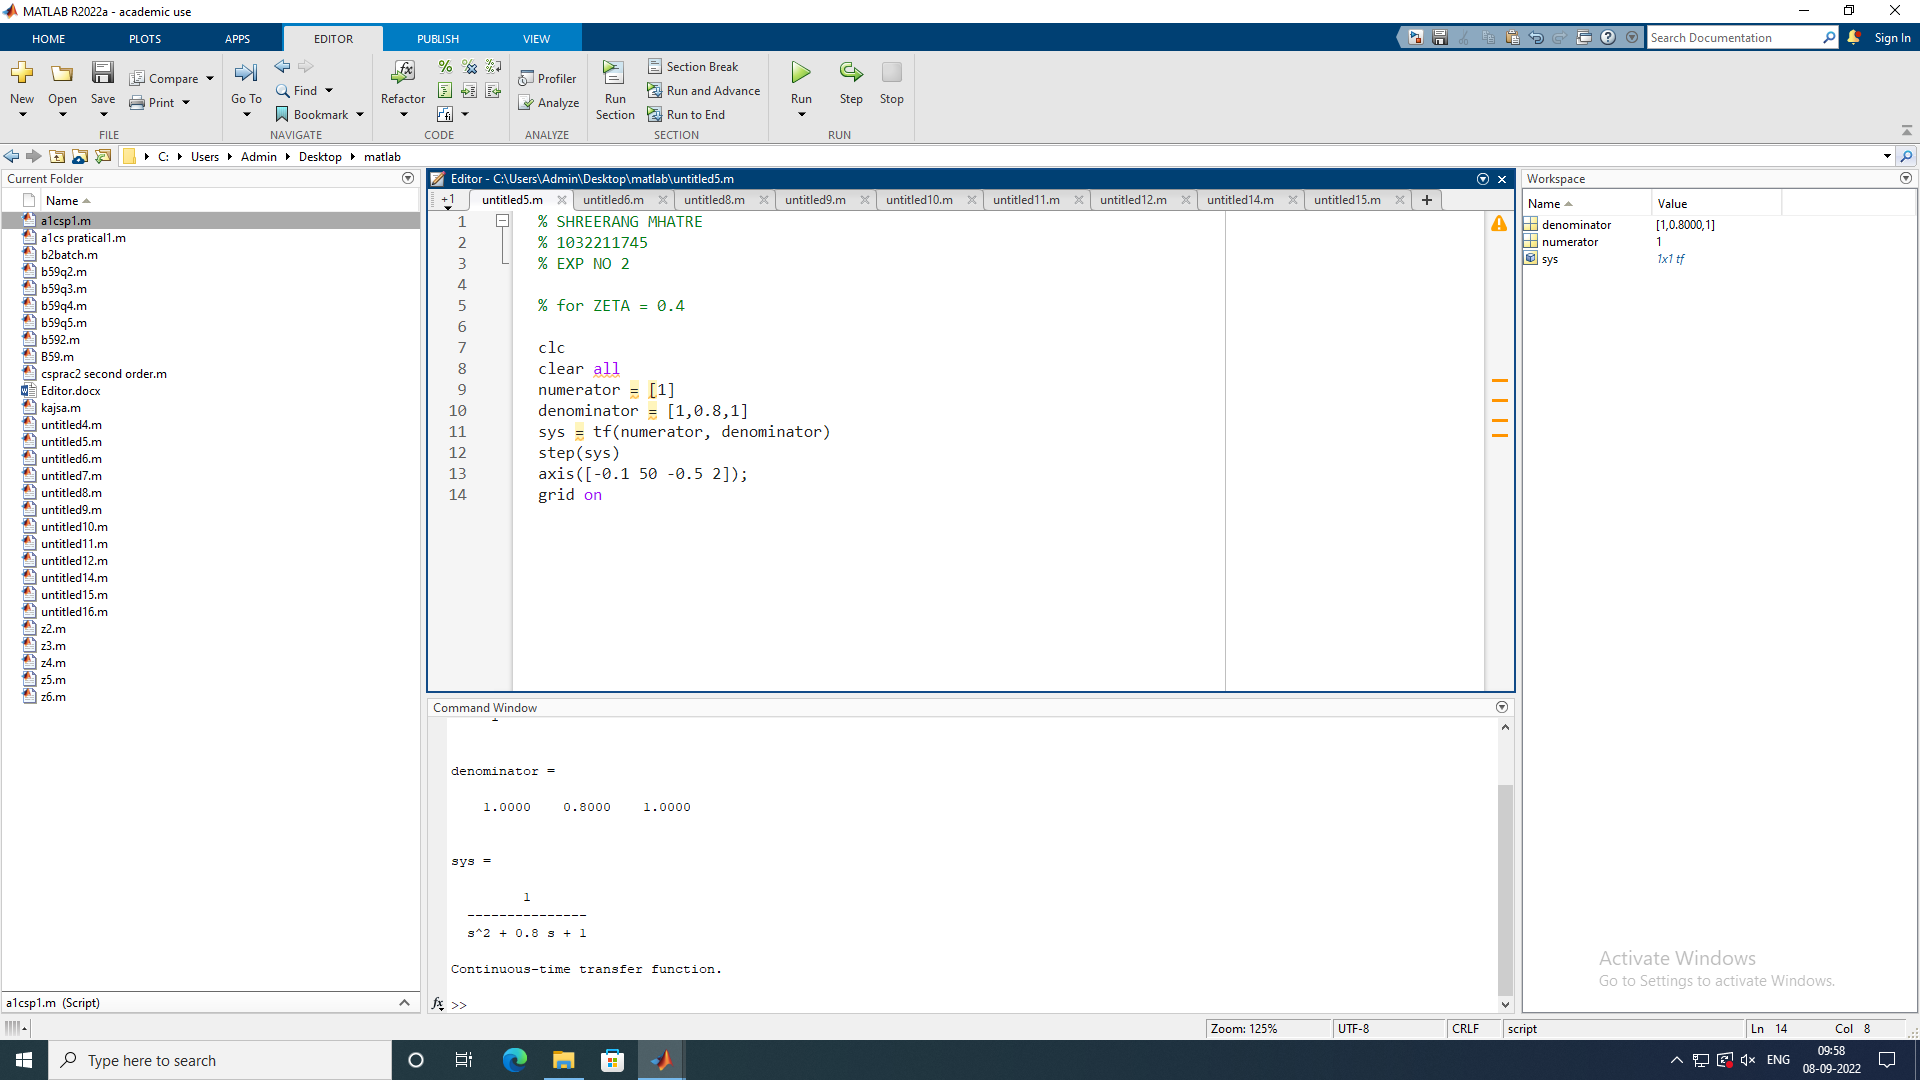 MATLAB R2022a - academic use
HOME PLOTS APPS EDITOR PUBLISH VIEW
Search Documentation
Sign In
New Open Save Compare Print
FILE
Go To Find Bookmark
NAVIGATE
Refactor
CODE
Profiler
Analyze
ANALYZE
Run Section
Section Break
Run and Advance
Run to End
SECTION
Run Step Stop
RUN
C: Users Admin Desktop matlab
Current Folder
Name
a1csp1.m
a1cs pratical1.m
b2batch.m
b59q2.m
b59q3.m
b59q4.m
b59q5.m
b592.m
B59.m
csprac2 second order.m
Editor.docx
kajsa.m
untitled4.m
untitled5.m
untitled6.m
untitled7.m
untitled8.m
untitled9.m
untitled10.m
untitled11.m
untitled12.m
untitled14.m
untitled15.m
untitled16.m
z2.m
z3.m
z4.m
z5.m
z6.m
a1csp1.m (Script)
Editor - C:\Users\Admin\Desktop\matlab\untitled5.m
+1 untitled5.m untitled6.m untitled8.m untitled9.m untitled10.m untitled11.m untitled12.m untitled14.m untitled15.m
1 % SHREERANG MHATRE
2 % 1032211745
3 % EXP NO 2
4
5 % for ZETA = 0.4
6
7 clc
8 clear all
9 numerator = [1]
10 denominator = [1,0.8,1]
11 sys = tf(numerator, denominator)
12 step(sys)
13 axis([-0.1 50 -0.5 2]);
14 grid on
Command Window
denominator =
1.0000 0.8000 1.0000
sys =
1
---------------
s^2 + 0.8 s + 1
Continuous-time transfer function.
fx >>
Workspace
Name Value
denominator [1,0.8000,1]
numerator 1
sys 1x1 tf
Activate Windows
Go to Settings to activate Windows.
Zoom: 125% UTF-8 CRLF script Ln 14 Col 8
Type here to search
ENG
09:58
08-09-2022